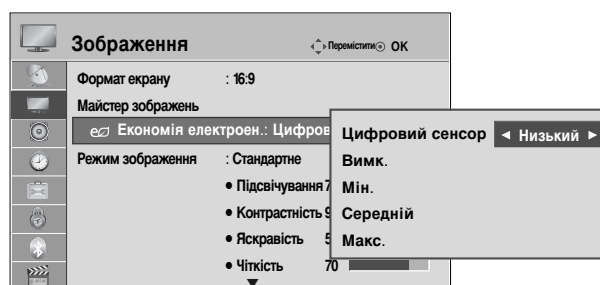 Зображення
Перемістити OK
Формат екрану : 16:9
Майстер зображень
Економія електроен.: Цифров
Режим зображення : Стандартне
• Підсвічування 7
• Контрастність 9
• Яскравість 5
• Чіткість 70
Цифровий сенсор ◄ Низький ►
Вимк.
Мін.
Середній
Макс.